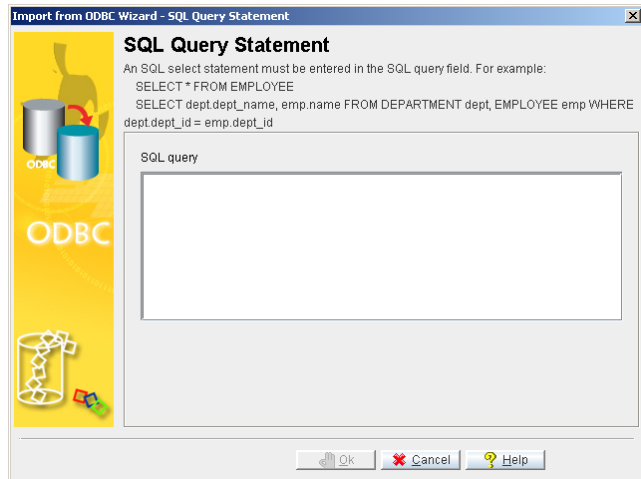 Import from ODBC Wizard - SQL Query Statement
SQL Query Statement
An SQL select statement must be entered in the SQL query field. For example:
SELECT * FROM EMPLOYEE
SELECT dept.dept_name, emp.name FROM DEPARTMENT dept, EMPLOYEE emp WHERE
dept.dept_id = emp.dept_id
SQL query
ODBC
ODBC
Ok
Cancel
Help